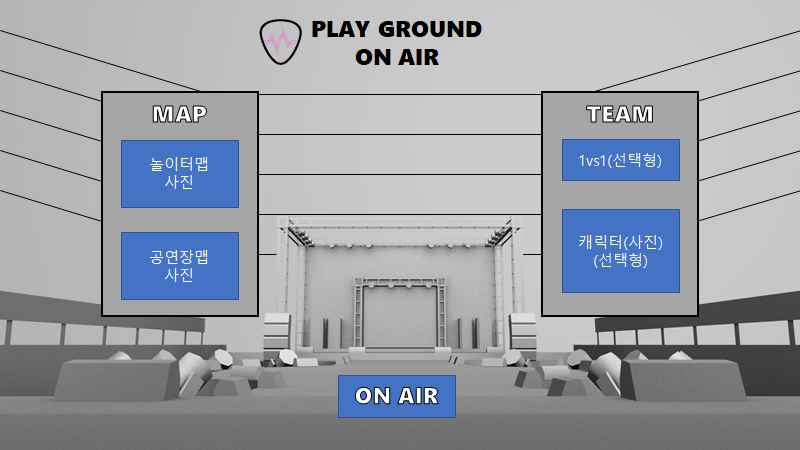 PLAY GROUND
ON AIR
MAP
놀이터맵
사진
공연장맵
사진
TEAM
1vs1(선택형)
캐릭터(사진)
(선택형)
ON AIR